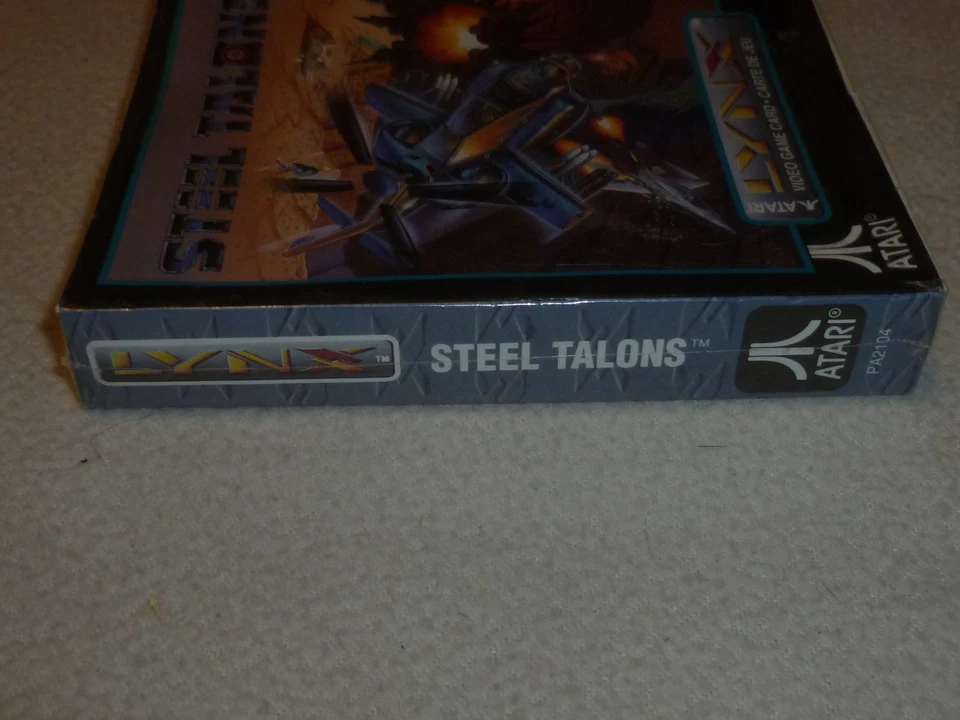 STEEL TALONS
LYNX
VIDEO GAME CARD • CARTE DE JEU
ATARI
ATARI®
LYNX™
STEEL TALONS™
ATARI®
PA2104